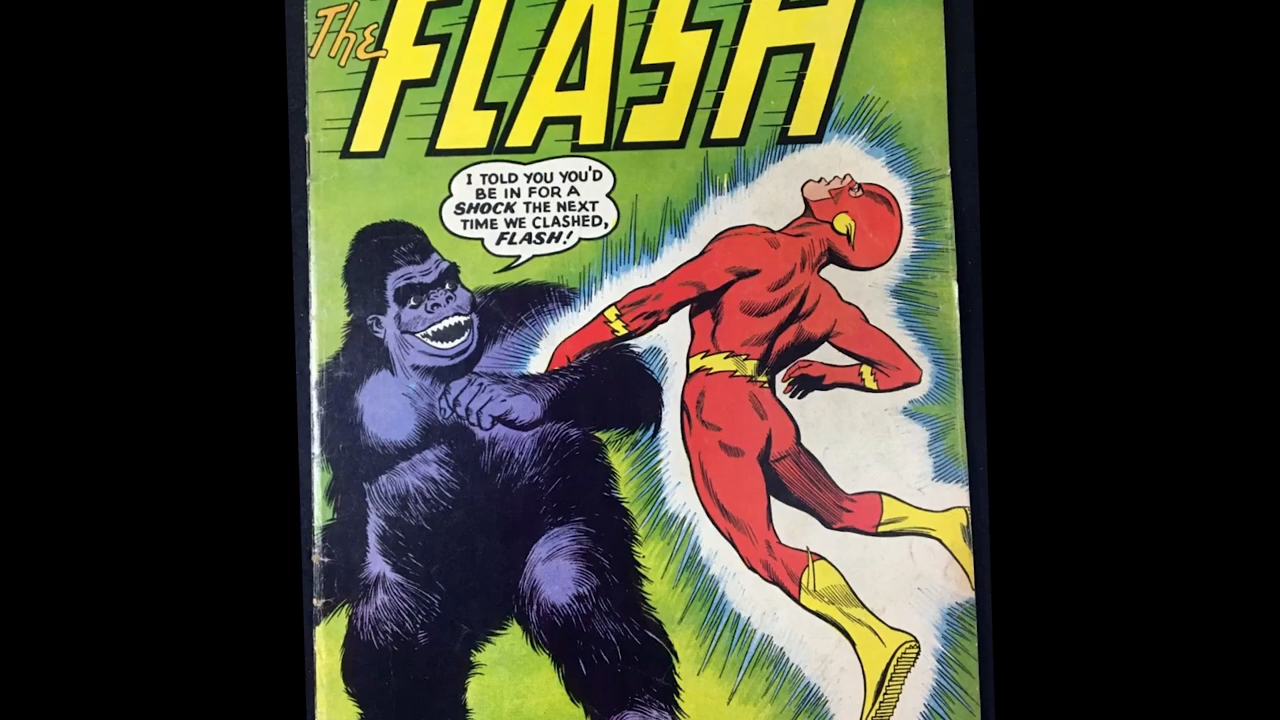 The
FLASH
I TOLD YOU YOU'D
BE IN FOR A
SHOCK THE NEXT
TIME WE CLASHED,
FLASH!